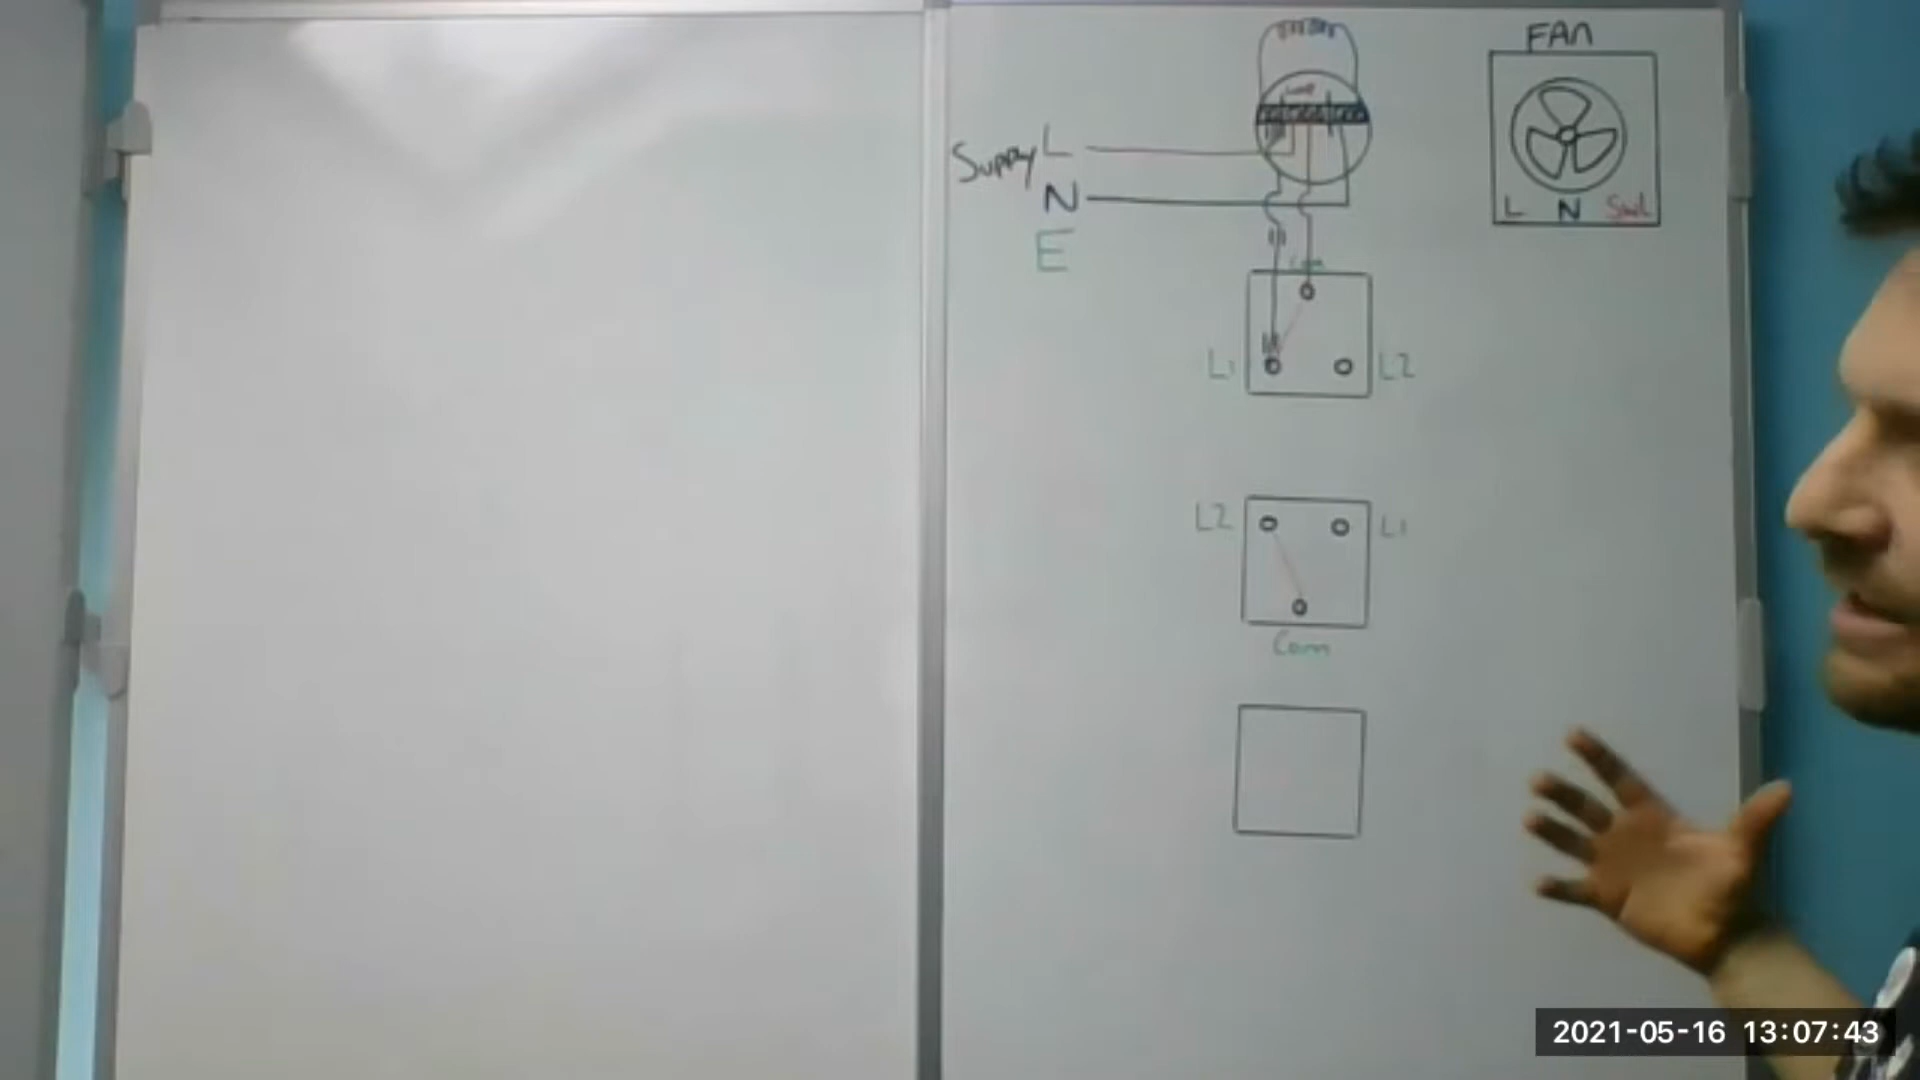 FAN
Supply L
N
E
L N SwL
Com
L1 L2
L2 L1
Com
2021-05-16 13:07:43